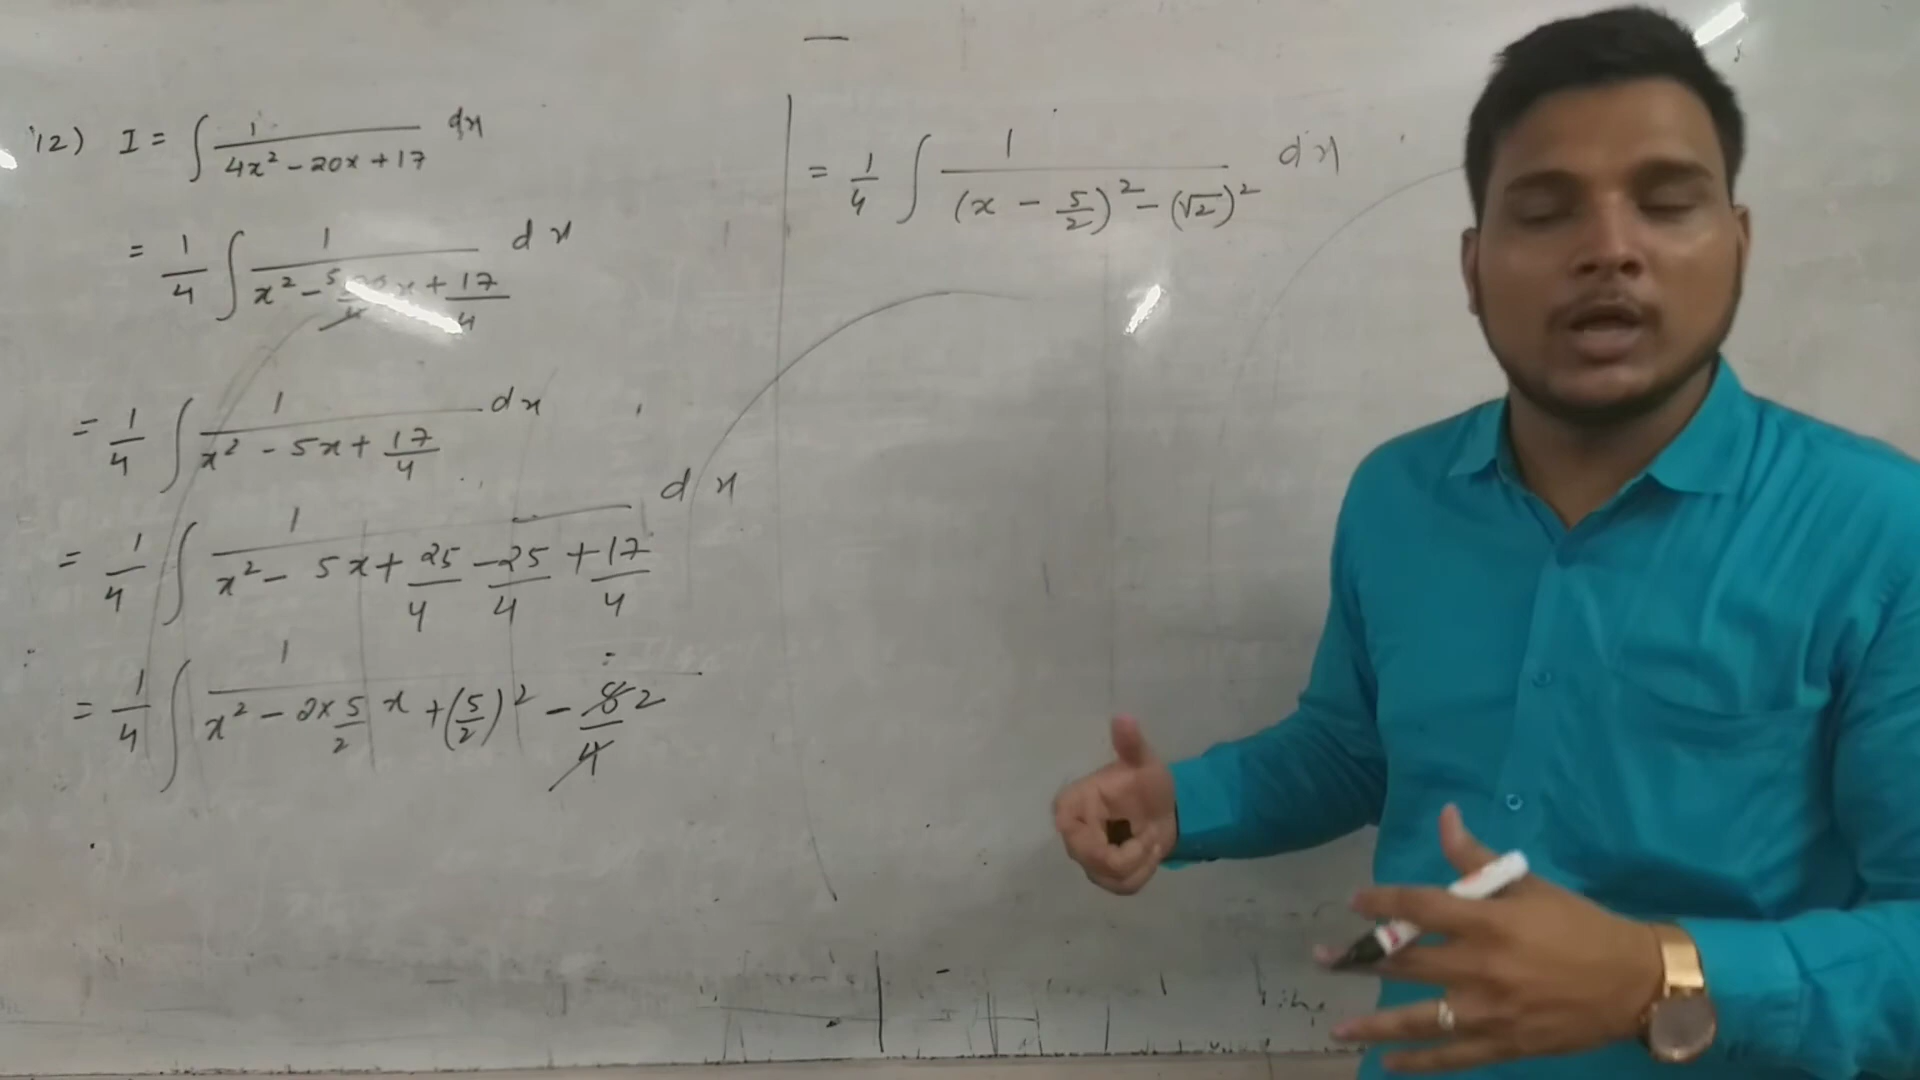 12) I = ∫ 1/(4x² - 20x + 17) dx
= 1/4 ∫ 1/(x² - 5x + 17/4) dx
= 1/4 ∫ 1/(x² - 5x + 17/4) dx
= 1/4 ∫ 1/(x² - 5x + 25/4 - 25/4 + 17/4) dx
= 1/4 ∫ 1/(x² - 2 x 5/2 x + (5/2)² - 8/4 2) dx
= 1/4 ∫ 1/((x - 5/2)² - (√2)²) dx